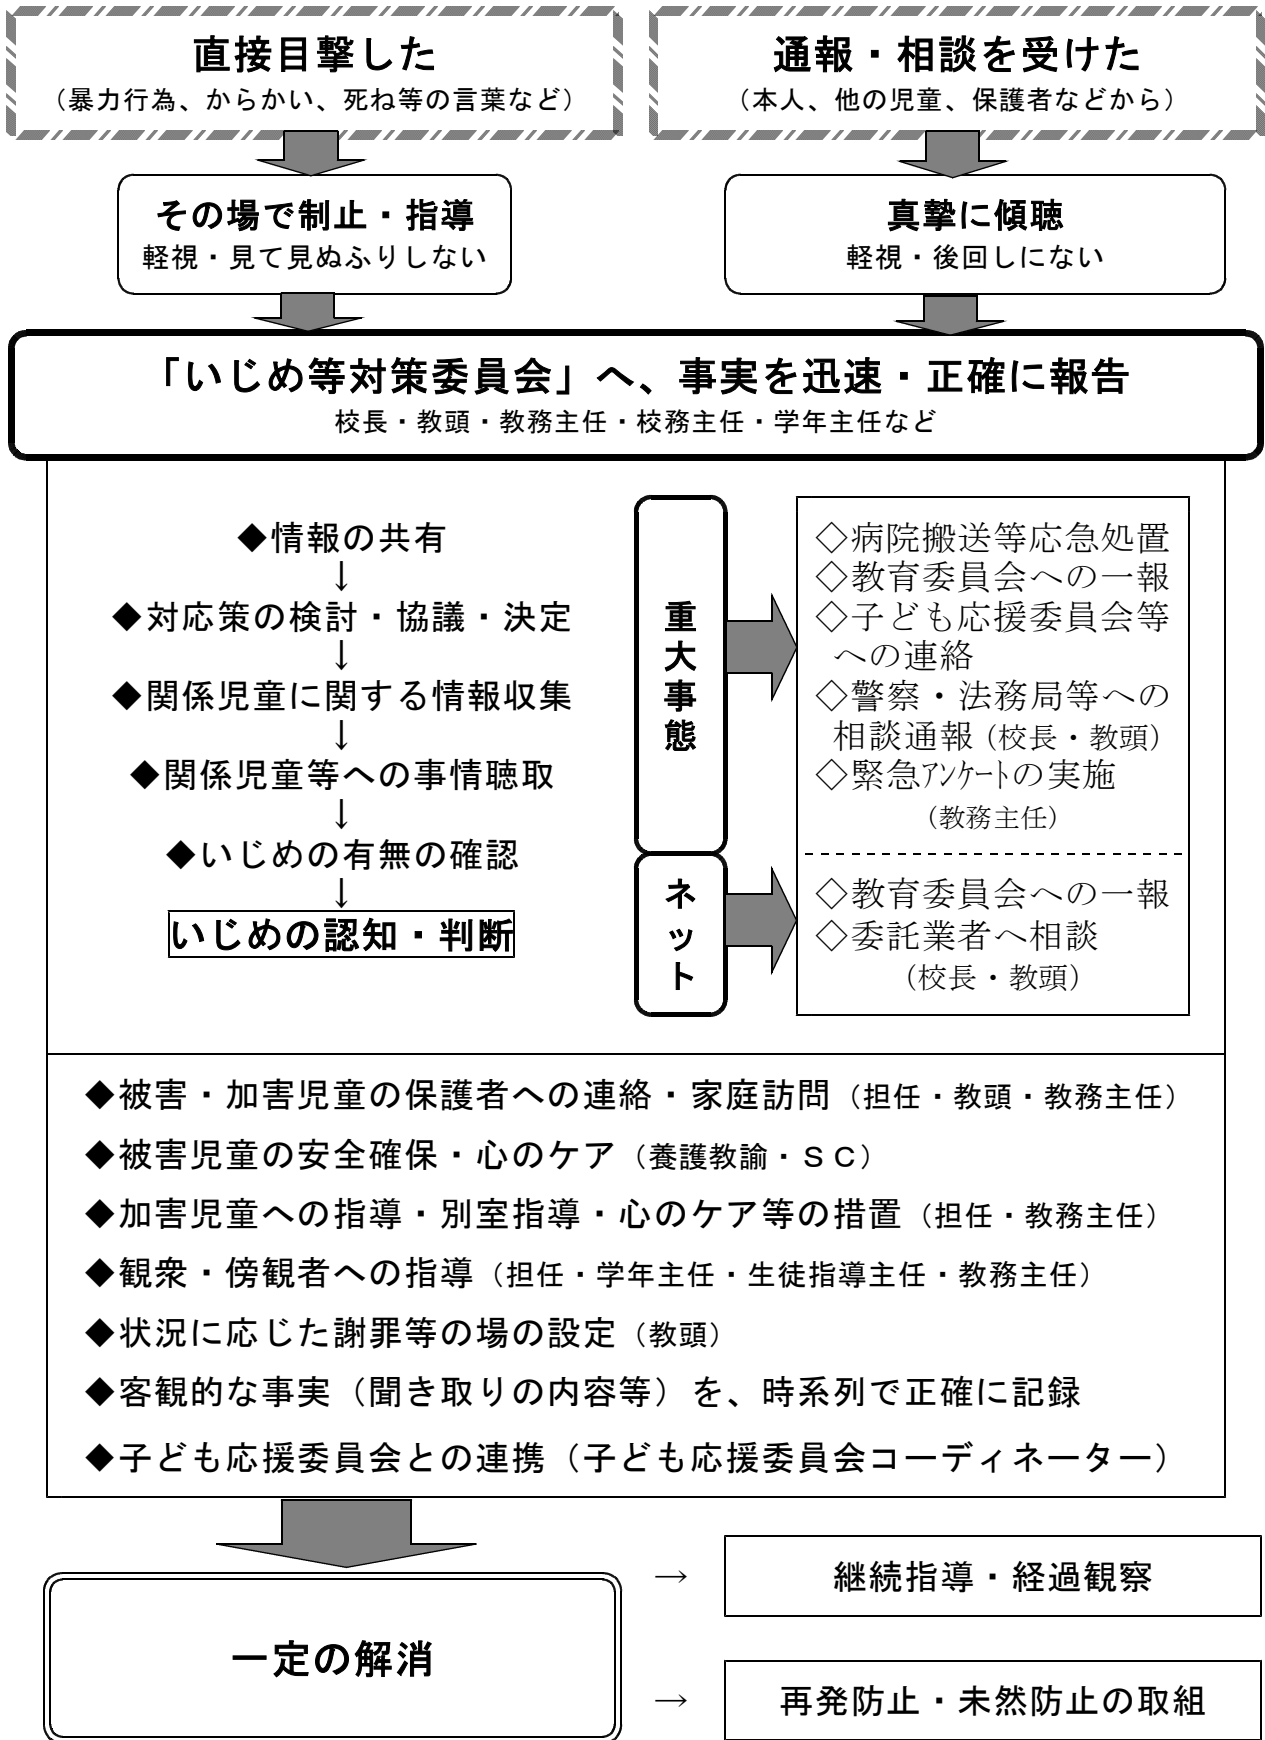 直接目撃した
（暴力行為、からかい、死ね等の言葉など）
通報・相談を受けた
（本人、他の児童、保護者などから）
その場で制止・指導
軽視・見て見ぬふりしない
真摯に傾聴
軽視・後回しにない
「いじめ等対策委員会」へ、事実を迅速・正確に報告
校長・教頭・教務主任・校務主任・学年主任など
◆情報の共有
↓
◆対応策の検討・協議・決定
↓
◆関係児童に関する情報収集
↓
◆関係児童等への事情聴取
↓
◆いじめの有無の確認
↓
いじめの認知・判断
重大事態
◇病院搬送等応急処置
◇教育委員会への一報
◇子ども応援委員会等
への連絡
◇警察・法務局等への
相談通報（校長・教頭）
◇緊急ｱﾝｹｰﾄの実施
（教務主任）
ネット
◇教育委員会への一報
◇委託業者へ相談
（校長・教頭）
◆被害・加害児童の保護者への連絡・家庭訪問（担任・教頭・教務主任）
◆被害児童の安全確保・心のケア（養護教諭・ＳＣ）
◆加害児童への指導・別室指導・心のケア等の措置（担任・教務主任）
◆観衆・傍観者への指導（担任・学年主任・生徒指導主任・教務主任）
◆状況に応じた謝罪等の場の設定（教頭）
◆客観的な事実（聞き取りの内容等）を、時系列で正確に記録
◆子ども応援委員会との連携（子ども応援委員会コーディネーター）
一定の解消
→
継続指導・経過観察
→
再発防止・未然防止の取組